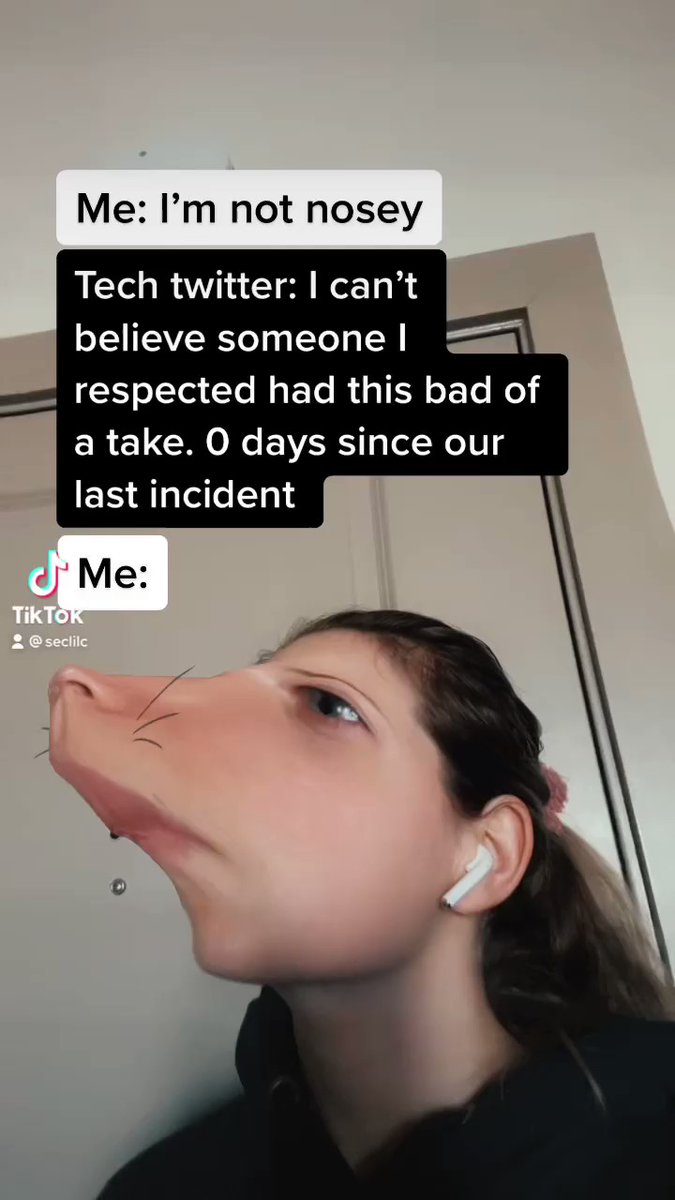 Me: I’m not nosey
Tech twitter: I can’t
believe someone I
respected had this bad of
a take. 0 days since our
last incident
Me:
TikTok
@seclilc